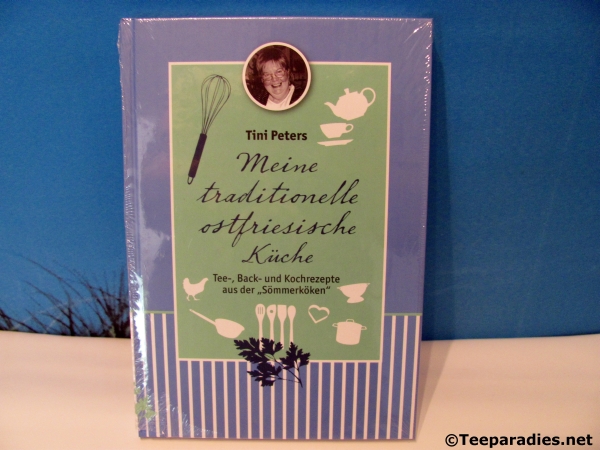 Tini Peters
Meine
traditionelle
ostfriesische
Küche
Tee-, Back- und Kochrezepte
aus der „Sömmerköken“
©Teeparadies.net